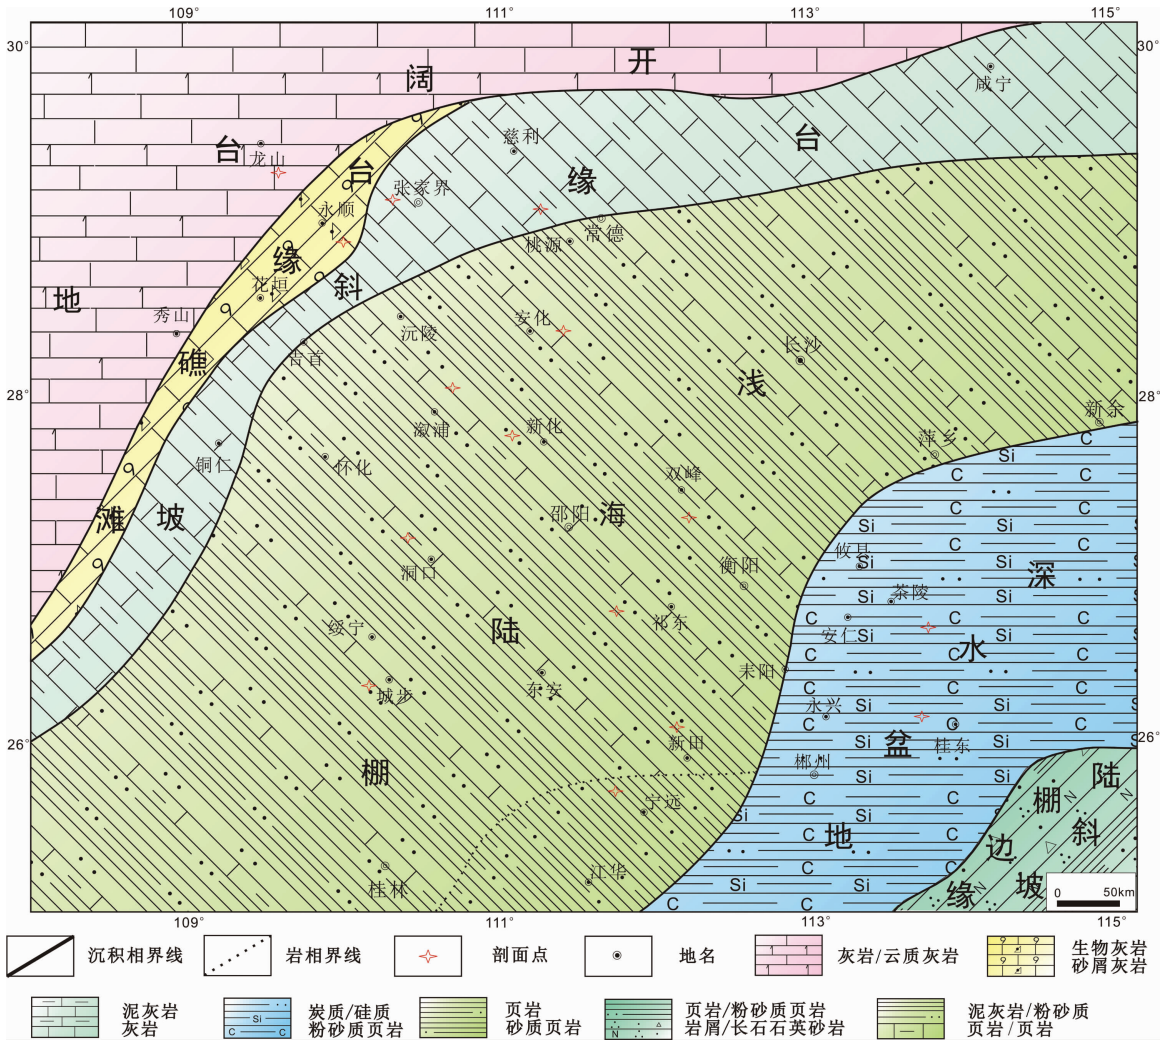 109° 111° 113° 115°
30° 30°
开
阔
咸宁
台
龙山
慈利
台
台
张家界
缘
永顺
桃源 常德
缘
花垣
斜
地
秀山
沅陵
安化
吉首
长沙
礁
浅
28° 28°
溆浦
新化
新余
萍乡
铜仁
怀化
双峰
滩
坡
邵阳
海
Si
C
攸县
洞口
衡阳
深
茶陵
绥宁
陆
祁东
安仁
水
耒阳
城步
东安
永兴
26° 26°
新田
盆
桂东
棚
郴州
陆
宁远
棚
地
斜
边
桂林
江华
缘
坡
N
0 50km
109° 111° 113° 115°
沉积相界线 岩相界线 剖面点 地名 灰岩/云质灰岩 生物灰岩
砂屑灰岩
泥灰岩
灰岩
Si
C C
炭质/硅质
粉砂质页岩
页岩
砂质页岩
N
页岩/粉砂质页岩
岩屑/长石石英砂岩
泥灰岩/粉砂质
页岩/页岩